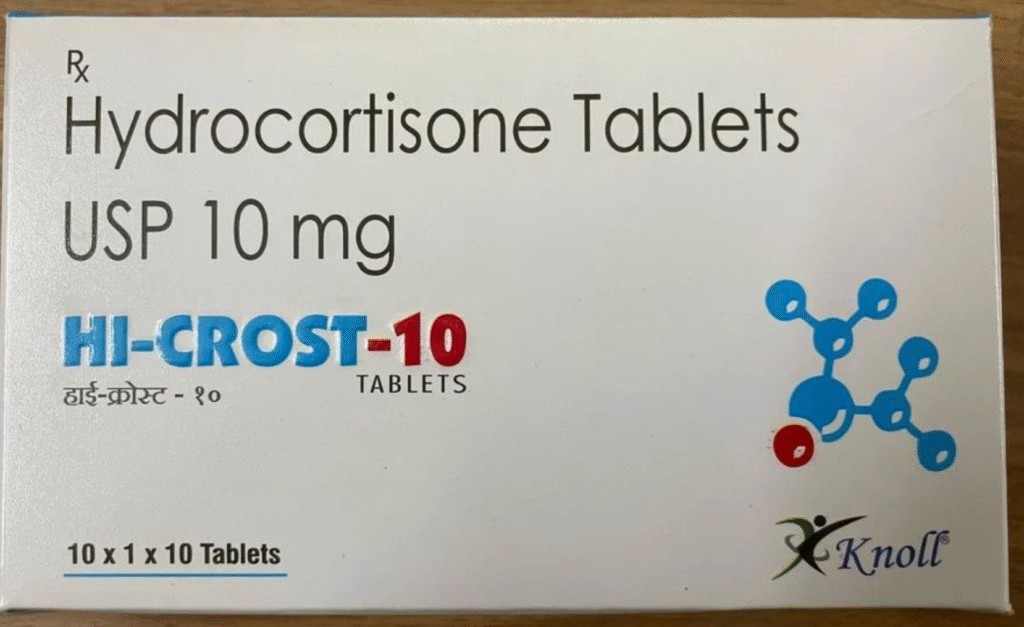 Rx
Hydrocortisone Tablets
USP 10 mg
HI-CROST-10
TABLETS
हाई-क्रोस्ट - १०
10 x 1 x 10 Tablets
Knoll®